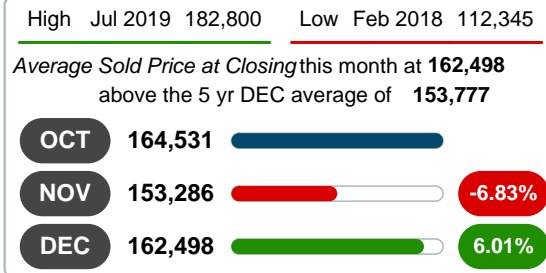 High Jul 2019 182,800 Low Feb 2018 112,345
Average Sold Price at Closing this month at 162,498
above the 5 yr DEC average of 153,777
OCT 164,531
NOV 153,286 -6.83%
DEC 162,498 6.01%